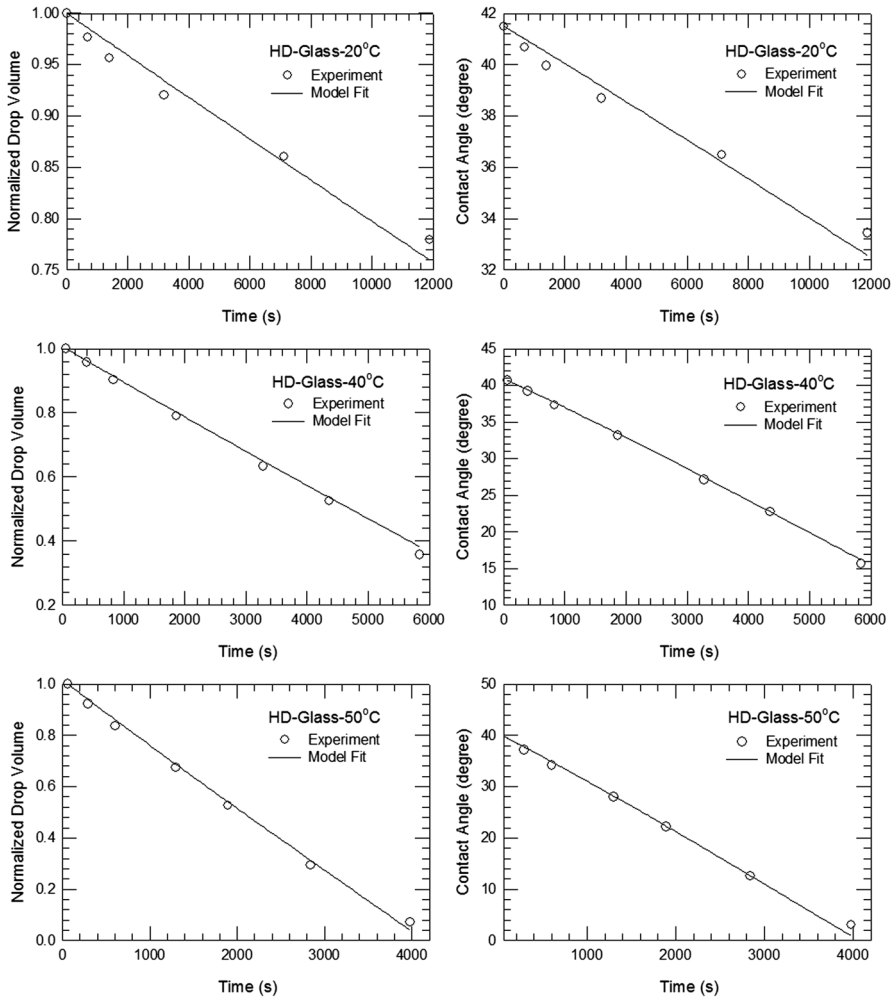 1.00
0.95
0.90
0.85
0.80
0.75
Normalized Drop Volume
HD-Glass-20°C
Experiment
Model Fit
0 2000 4000 6000 8000 10000 12000
Time (s)
42
40
38
36
34
32
Contact Angle (degree)
HD-Glass-20°C
Experiment
Model Fit
0 2000 4000 6000 8000 10000 12000
Time (s)
1.0
0.8
0.6
0.4
0.2
Normalized Drop Volume
HD-Glass-40°C
Experiment
Model Fit
0 1000 2000 3000 4000 5000 6000
Time (s)
45
40
35
30
25
20
15
10
Contact Angle (degree)
HD-Glass-40°C
Experiment
Model Fit
0 1000 2000 3000 4000 5000 6000
Time (s)
1.0
0.8
0.6
0.4
0.2
0.0
Normalized Drop Volume
HD-Glass-50°C
Experiment
Model Fit
0 1000 2000 3000 4000
Time (s)
50
40
30
20
10
0
Contact Angle (degree)
HD-Glass-50°C
Experiment
Model Fit
1000 2000 3000 4000
Time (s)